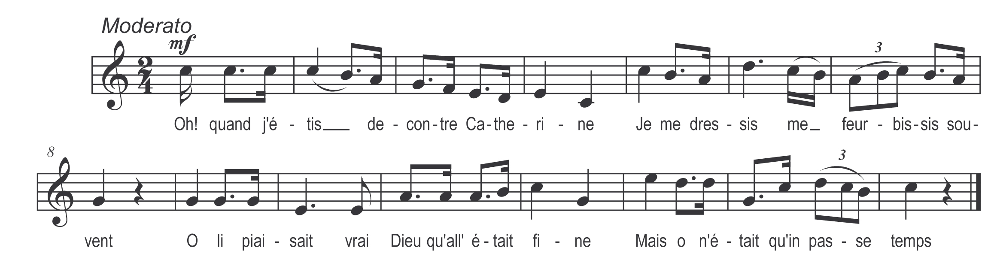 Moderato
mf
3
Oh! quand j'é - tis___ de - con - tre Ca - the - ri - ne Je me dres - sis me_ feur - bis - sis sou -
8
3
vent O li piai - sait vrai Dieu qu'all' é - tait fi - ne Mais o n'é - tait qu'in pas - se temps